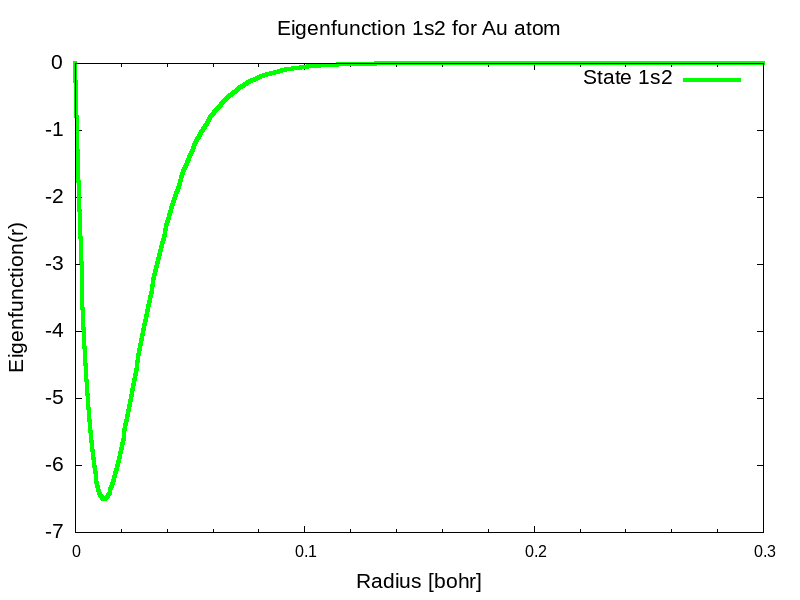 Eigenfunction 1s2 for Au atom
State 1s2
0
-1
-2
-3
-4
-5
-6
-7
Eigenfunction(r)
0 0.1 0.2 0.3
Radius [bohr]